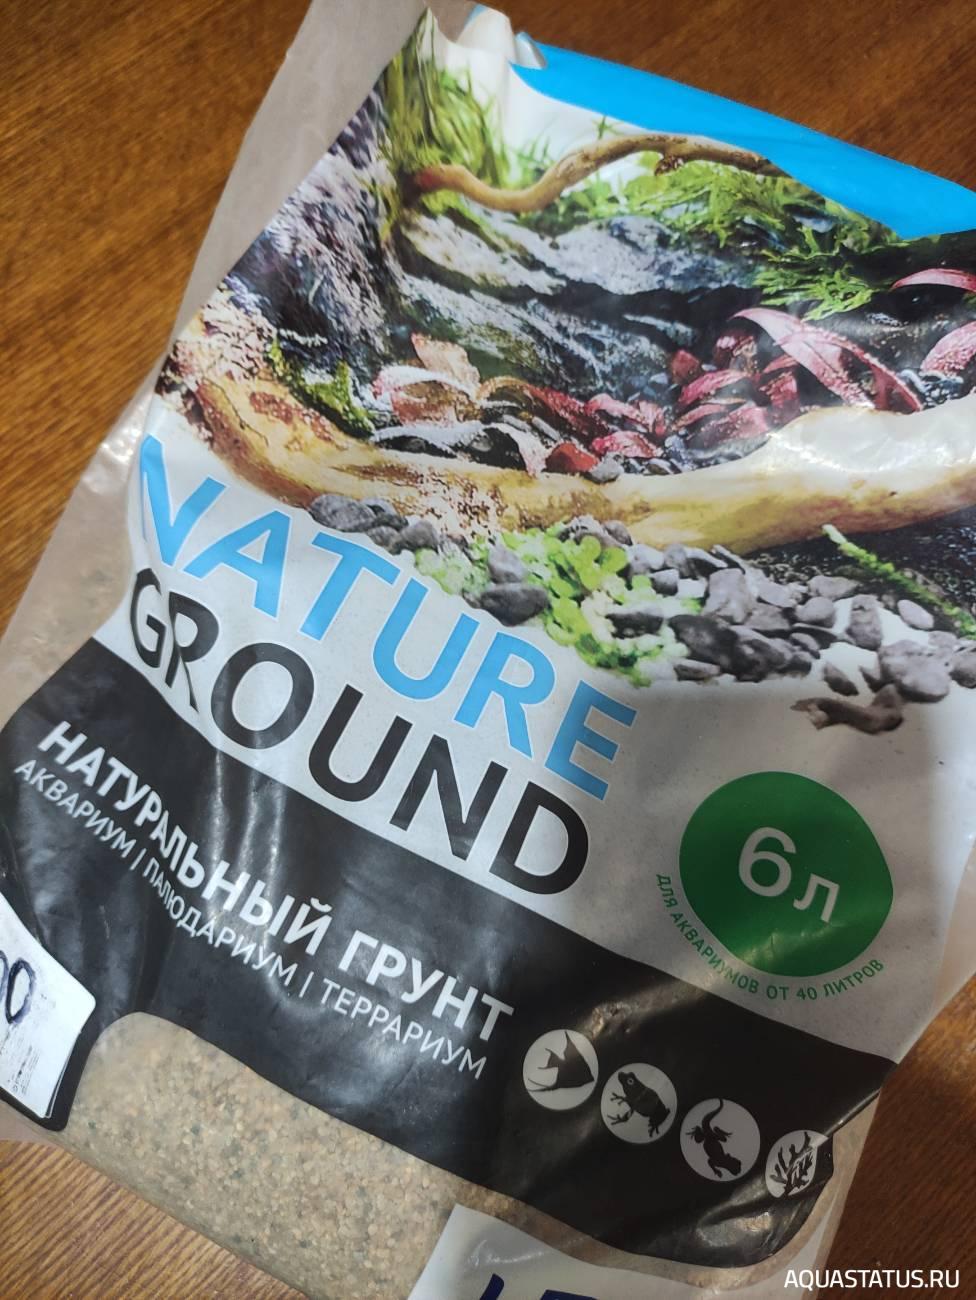 NATURE
GROUND
НАТУРАЛЬНЫЙ ГРУНТ
АКВАРИУМ | ПАЛЮДАРИУМ | ТЕРРАРИУМ
6л
ДЛЯ АКВАРИУМОВ ОТ 40 ЛИТРОВ
AQUASTATUS.RU